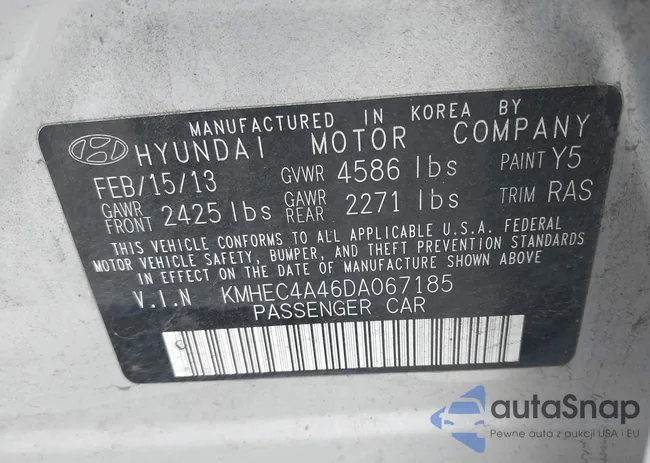 MANUFACTURED IN KOREA BY
HYUNDAI MOTOR COMPANY
FEB/15/13 GVWR 4586 lbs PAINT Y5
GAWR FRONT 2425 lbs GAWR REAR 2271 lbs TRIM RAS
THIS VEHICLE CONFORMS TO ALL APPLICABLE U.S.A. FEDERAL
MOTOR VEHICLE SAFETY, BUMPER, AND THEFT PREVENTION STANDARDS
IN EFFECT ON THE DATE OF MANUFACTURE SHOWN ABOVE.
V.I.N KMHEC4A46DA067185
PASSENGER CAR
autoSnap
Pewne auta z aukcji USA i EU